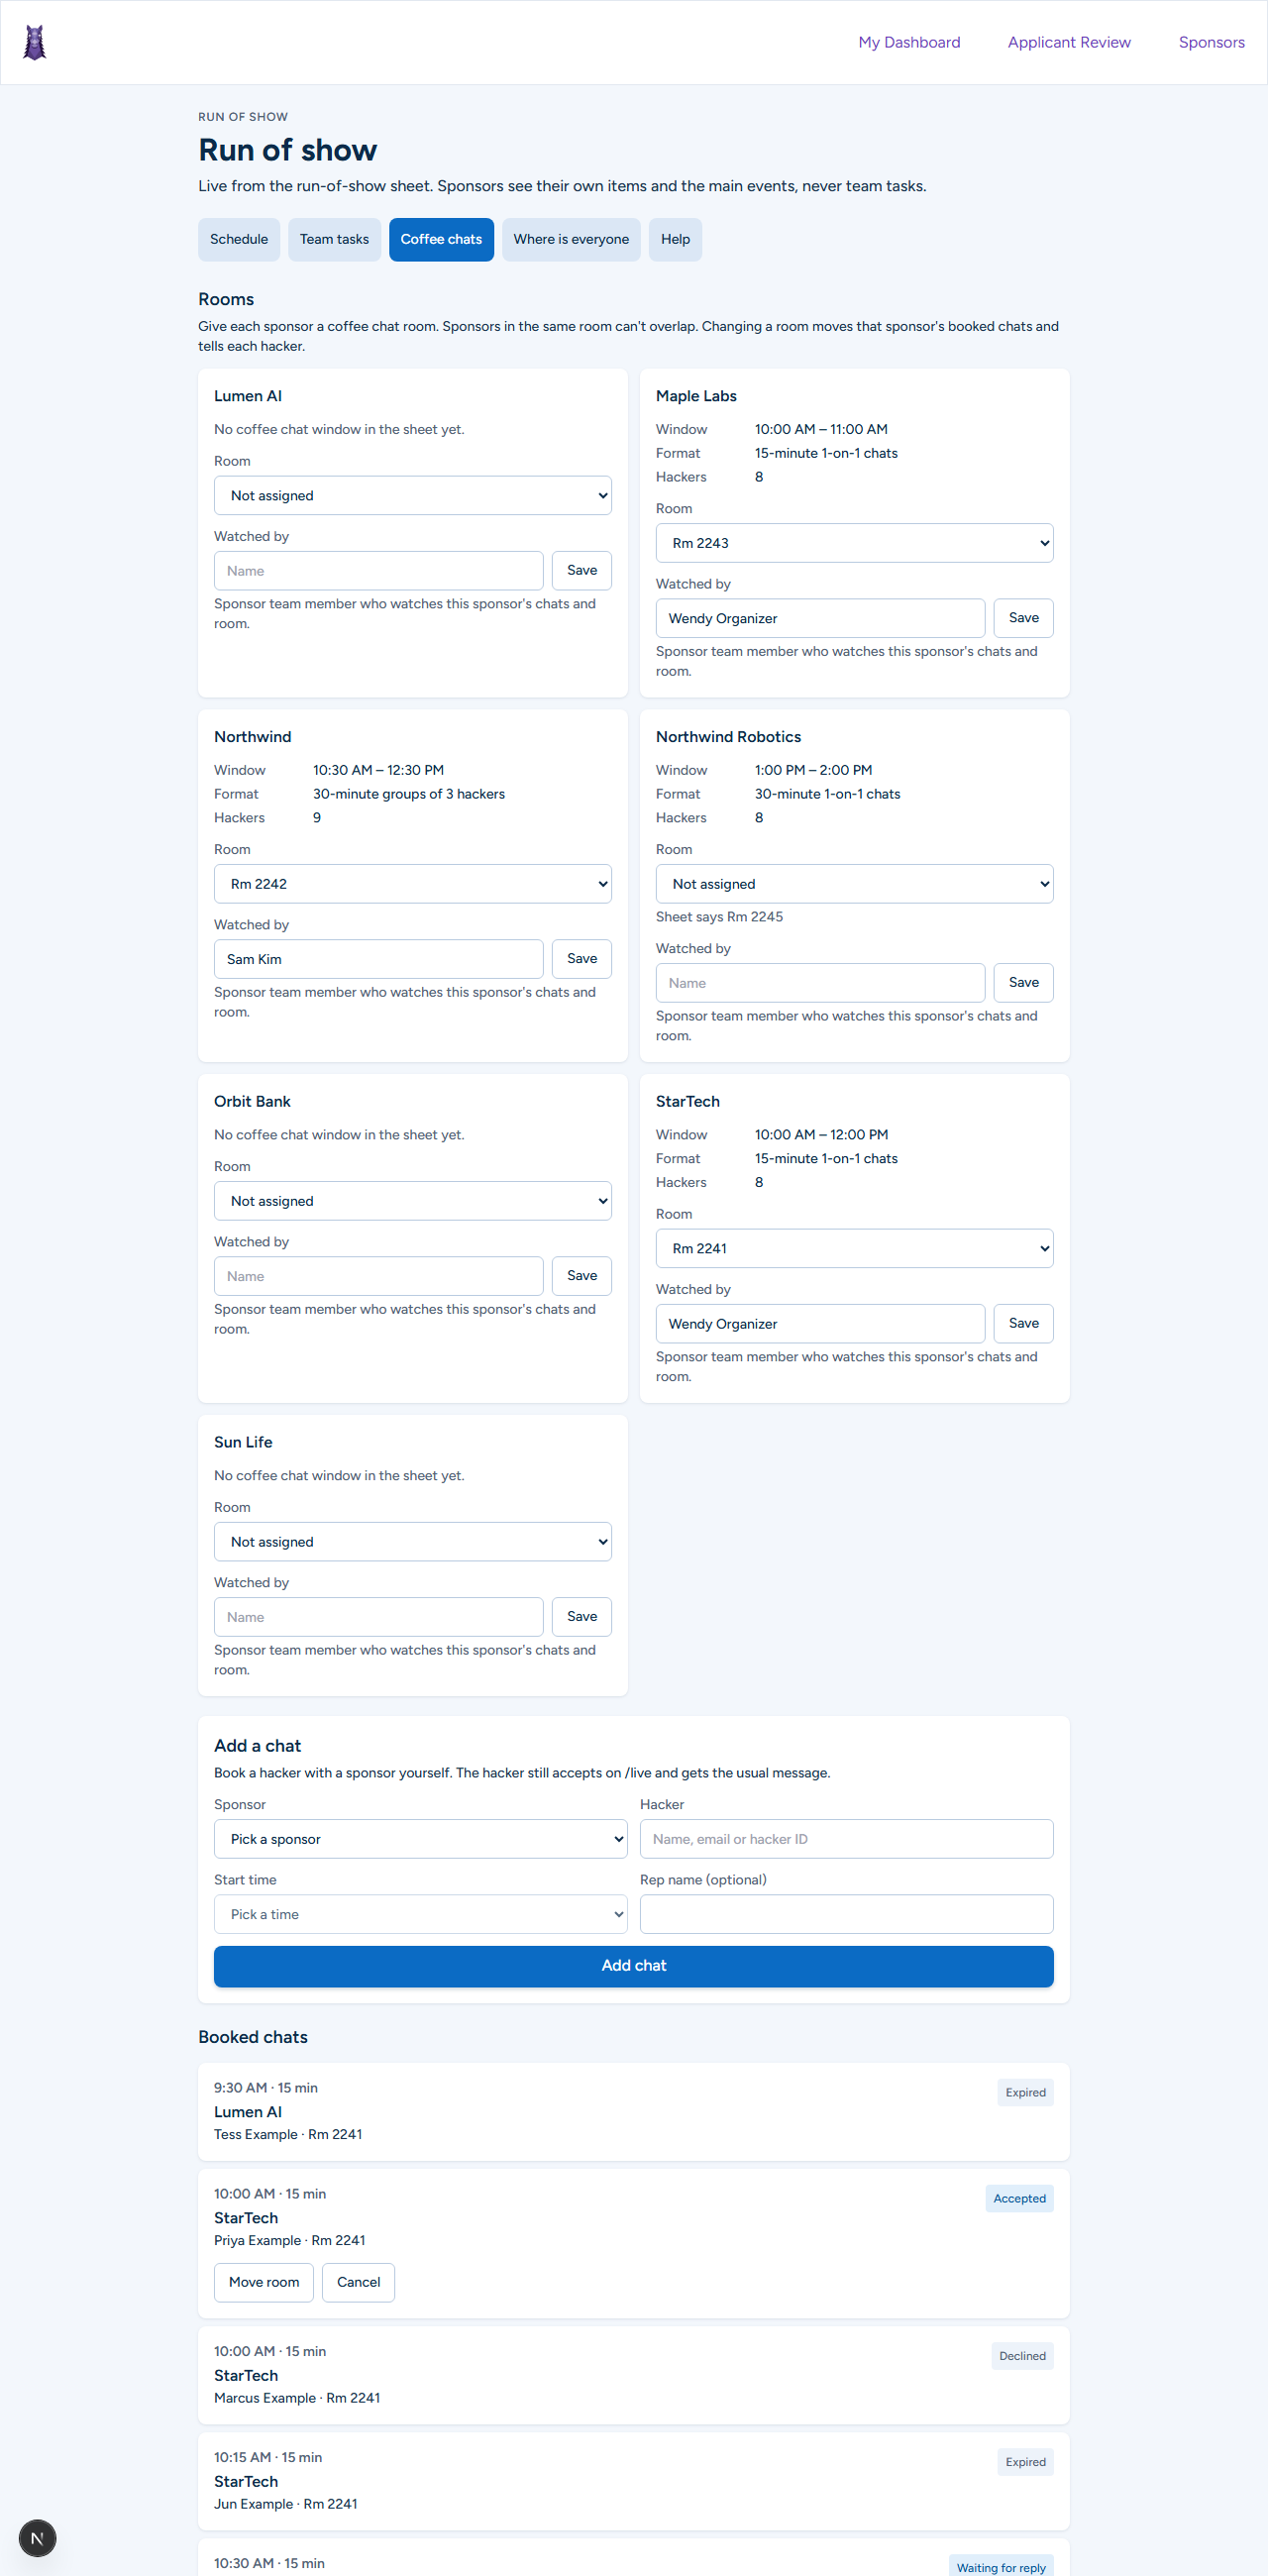 My Dashboard
Applicant Review
Sponsors
RUN OF SHOW
Run of show
Live from the run-of-show sheet. Sponsors see their own items and the main events, never team tasks.
Schedule
Team tasks
Coffee chats
Where is everyone
Help
Rooms
Give each sponsor a coffee chat room. Sponsors in the same room can't overlap. Changing a room moves that sponsor's booked chats and
tells each hacker.
Lumen AI
No coffee chat window in the sheet yet.
Room
Not assigned
Watched by
Name
Save
Sponsor team member who watches this sponsor's chats and
room.
Maple Labs
Window 10:00 AM – 11:00 AM
Format 15-minute 1-on-1 chats
Hackers 8
Room
Rm 2243
Watched by
Wendy Organizer
Save
Sponsor team member who watches this sponsor's chats and
room.
Northwind
Window 10:30 AM – 12:30 PM
Format 30-minute groups of 3 hackers
Hackers 9
Room
Rm 2242
Watched by
Sam Kim
Save
Sponsor team member who watches this sponsor's chats and
room.
Northwind Robotics
Window 1:00 PM – 2:00 PM
Format 30-minute 1-on-1 chats
Hackers 8
Room
Not assigned
Sheet says Rm 2245
Watched by
Name
Save
Sponsor team member who watches this sponsor's chats and
room.
Orbit Bank
No coffee chat window in the sheet yet.
Room
Not assigned
Watched by
Name
Save
Sponsor team member who watches this sponsor's chats and
room.
StarTech
Window 10:00 AM – 12:00 PM
Format 15-minute 1-on-1 chats
Hackers 8
Room
Rm 2241
Watched by
Wendy Organizer
Save
Sponsor team member who watches this sponsor's chats and
room.
Sun Life
No coffee chat window in the sheet yet.
Room
Not assigned
Watched by
Name
Save
Sponsor team member who watches this sponsor's chats and
room.
Add a chat
Book a hacker with a sponsor yourself. The hacker still accepts on /live and gets the usual message.
Sponsor
Pick a sponsor
Hacker
Name, email or hacker ID
Start time
Pick a time
Rep name (optional)
Add chat
Booked chats
9:30 AM · 15 min
Expired
Lumen AI
Tess Example · Rm 2241
10:00 AM · 15 min
Accepted
StarTech
Priya Example · Rm 2241
Move room
Cancel
10:00 AM · 15 min
Declined
StarTech
Marcus Example · Rm 2241
10:15 AM · 15 min
Expired
StarTech
Jun Example · Rm 2241
N
10:30 AM · 15 min
Waiting for reply